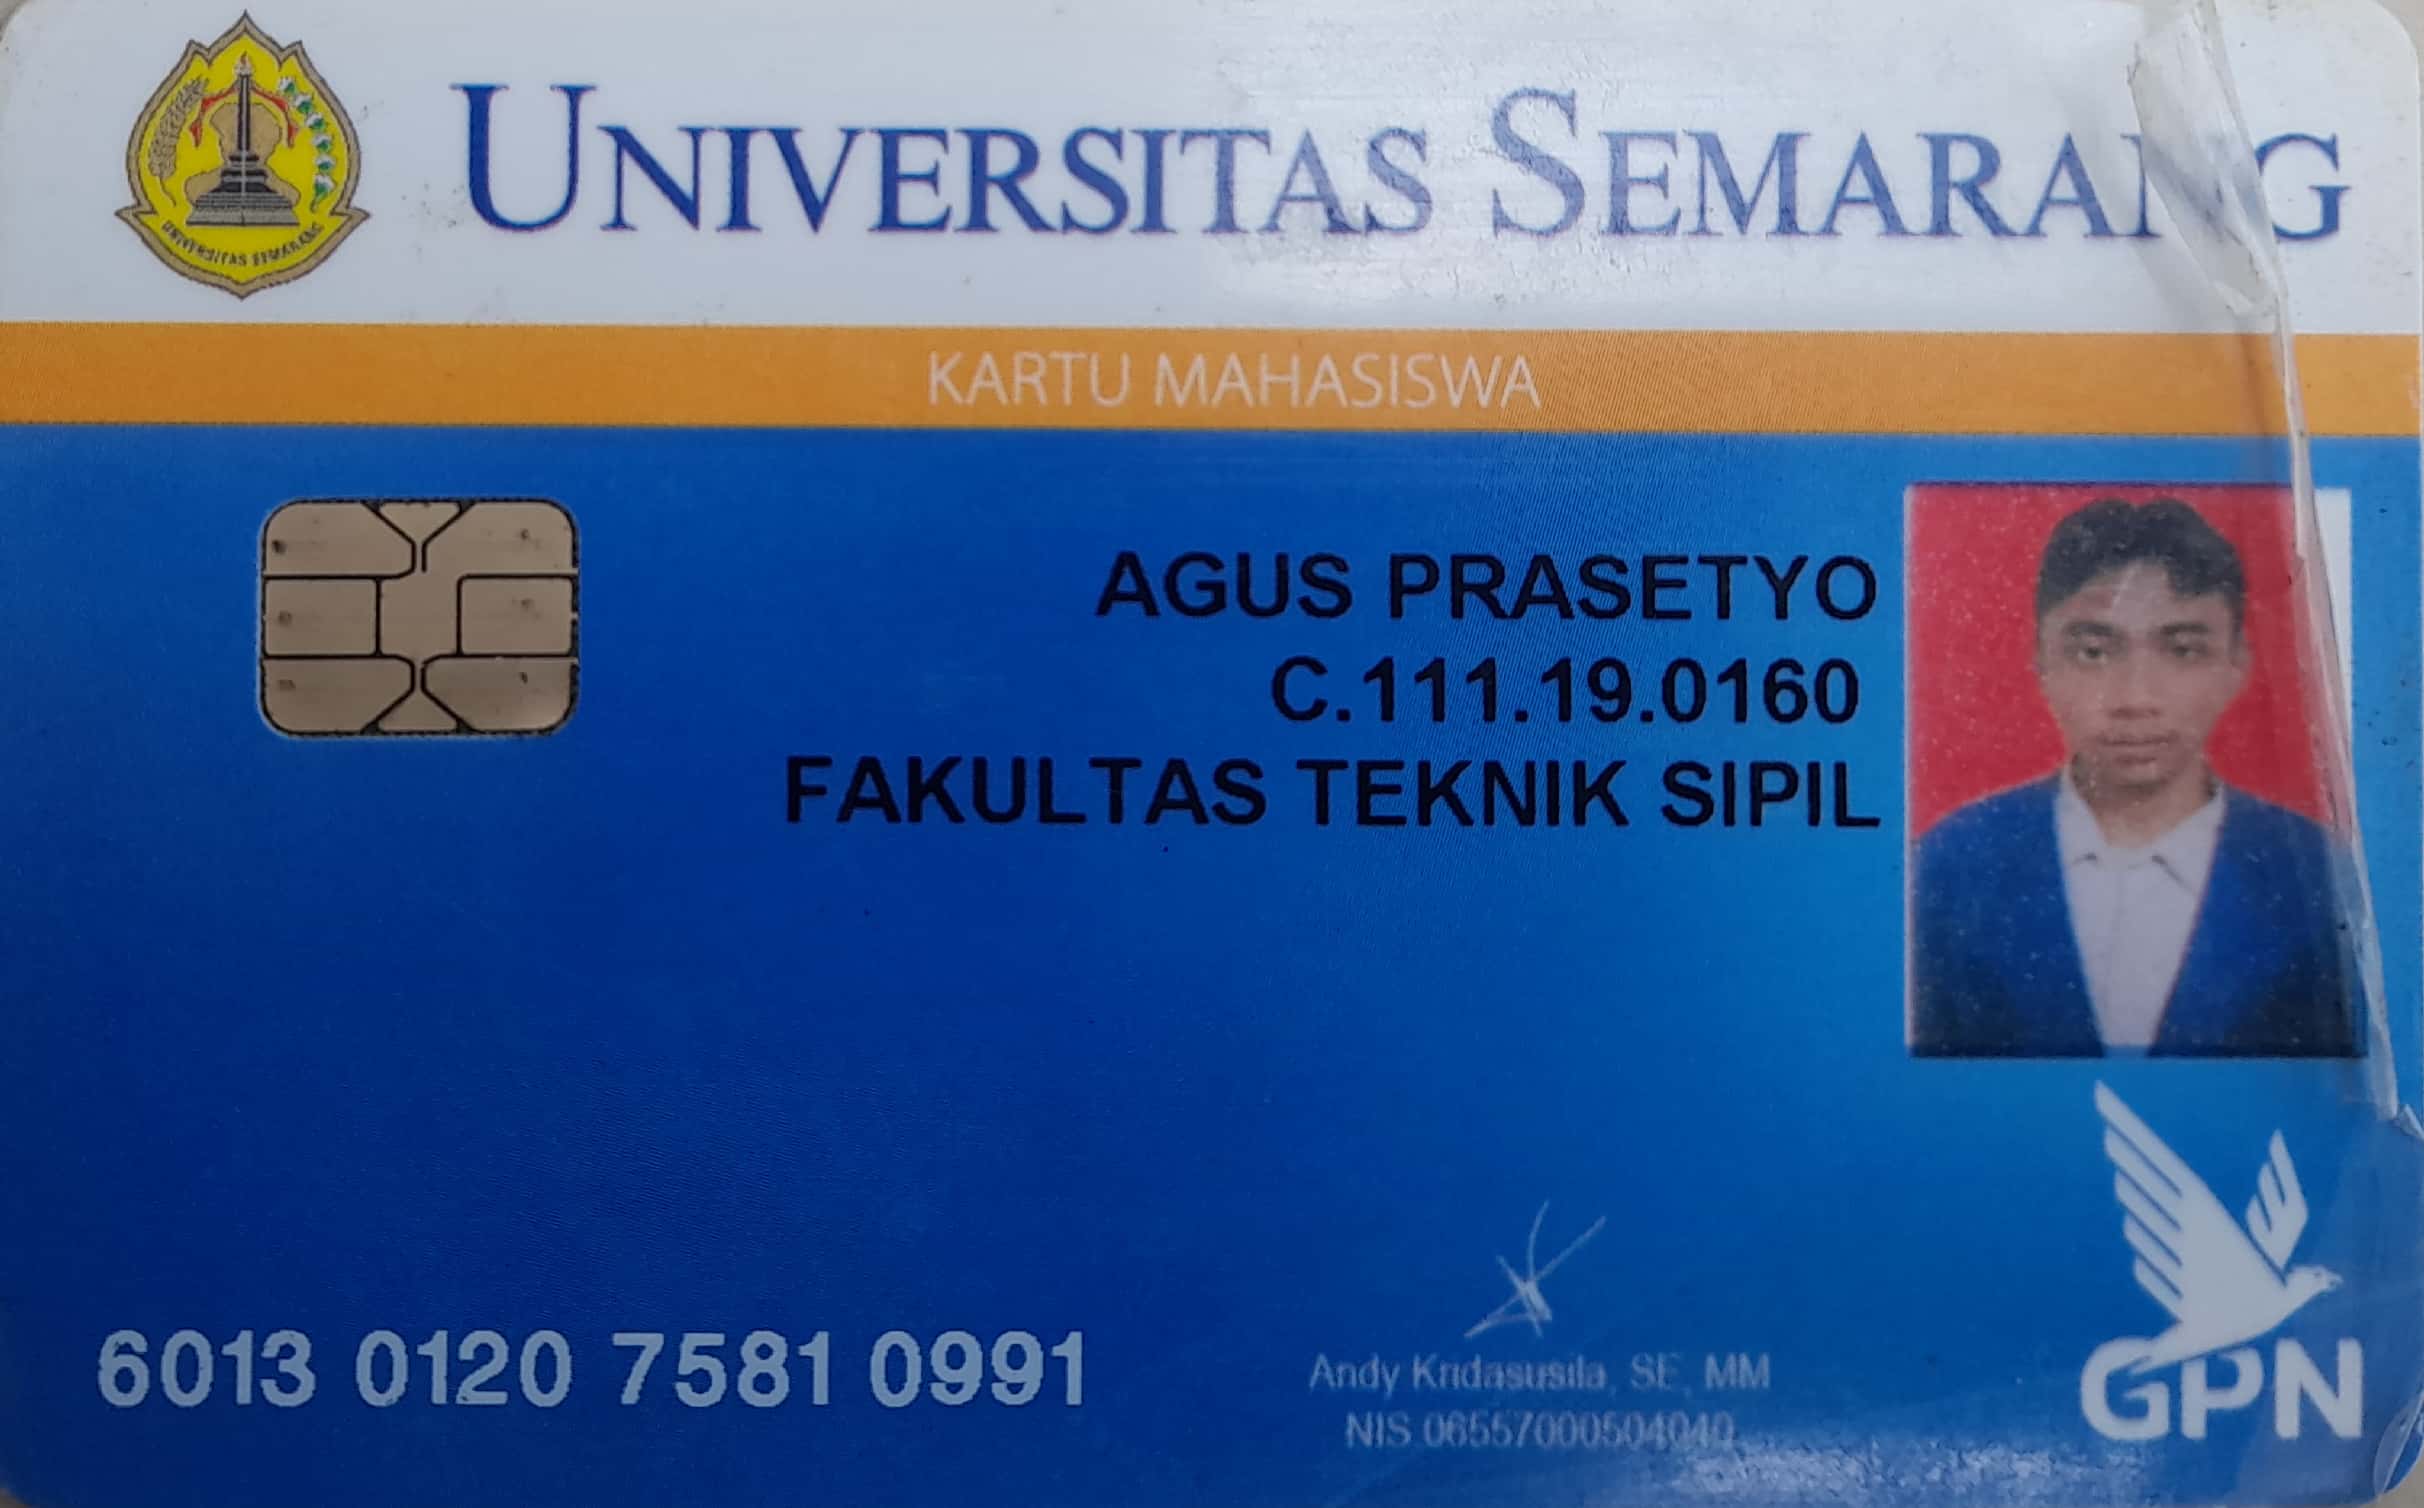 UNIVERSITAS SEMARANG
UNIVERSITAS SEMARANG
KARTU MAHASISWA
AGUS PRASETYO
C.111.19.0160
FAKULTAS TEKNIK SIPIL
6013 0120 7581 0991
Andy Kridasusila, SE, MM
NIS 06557000504040
GPN